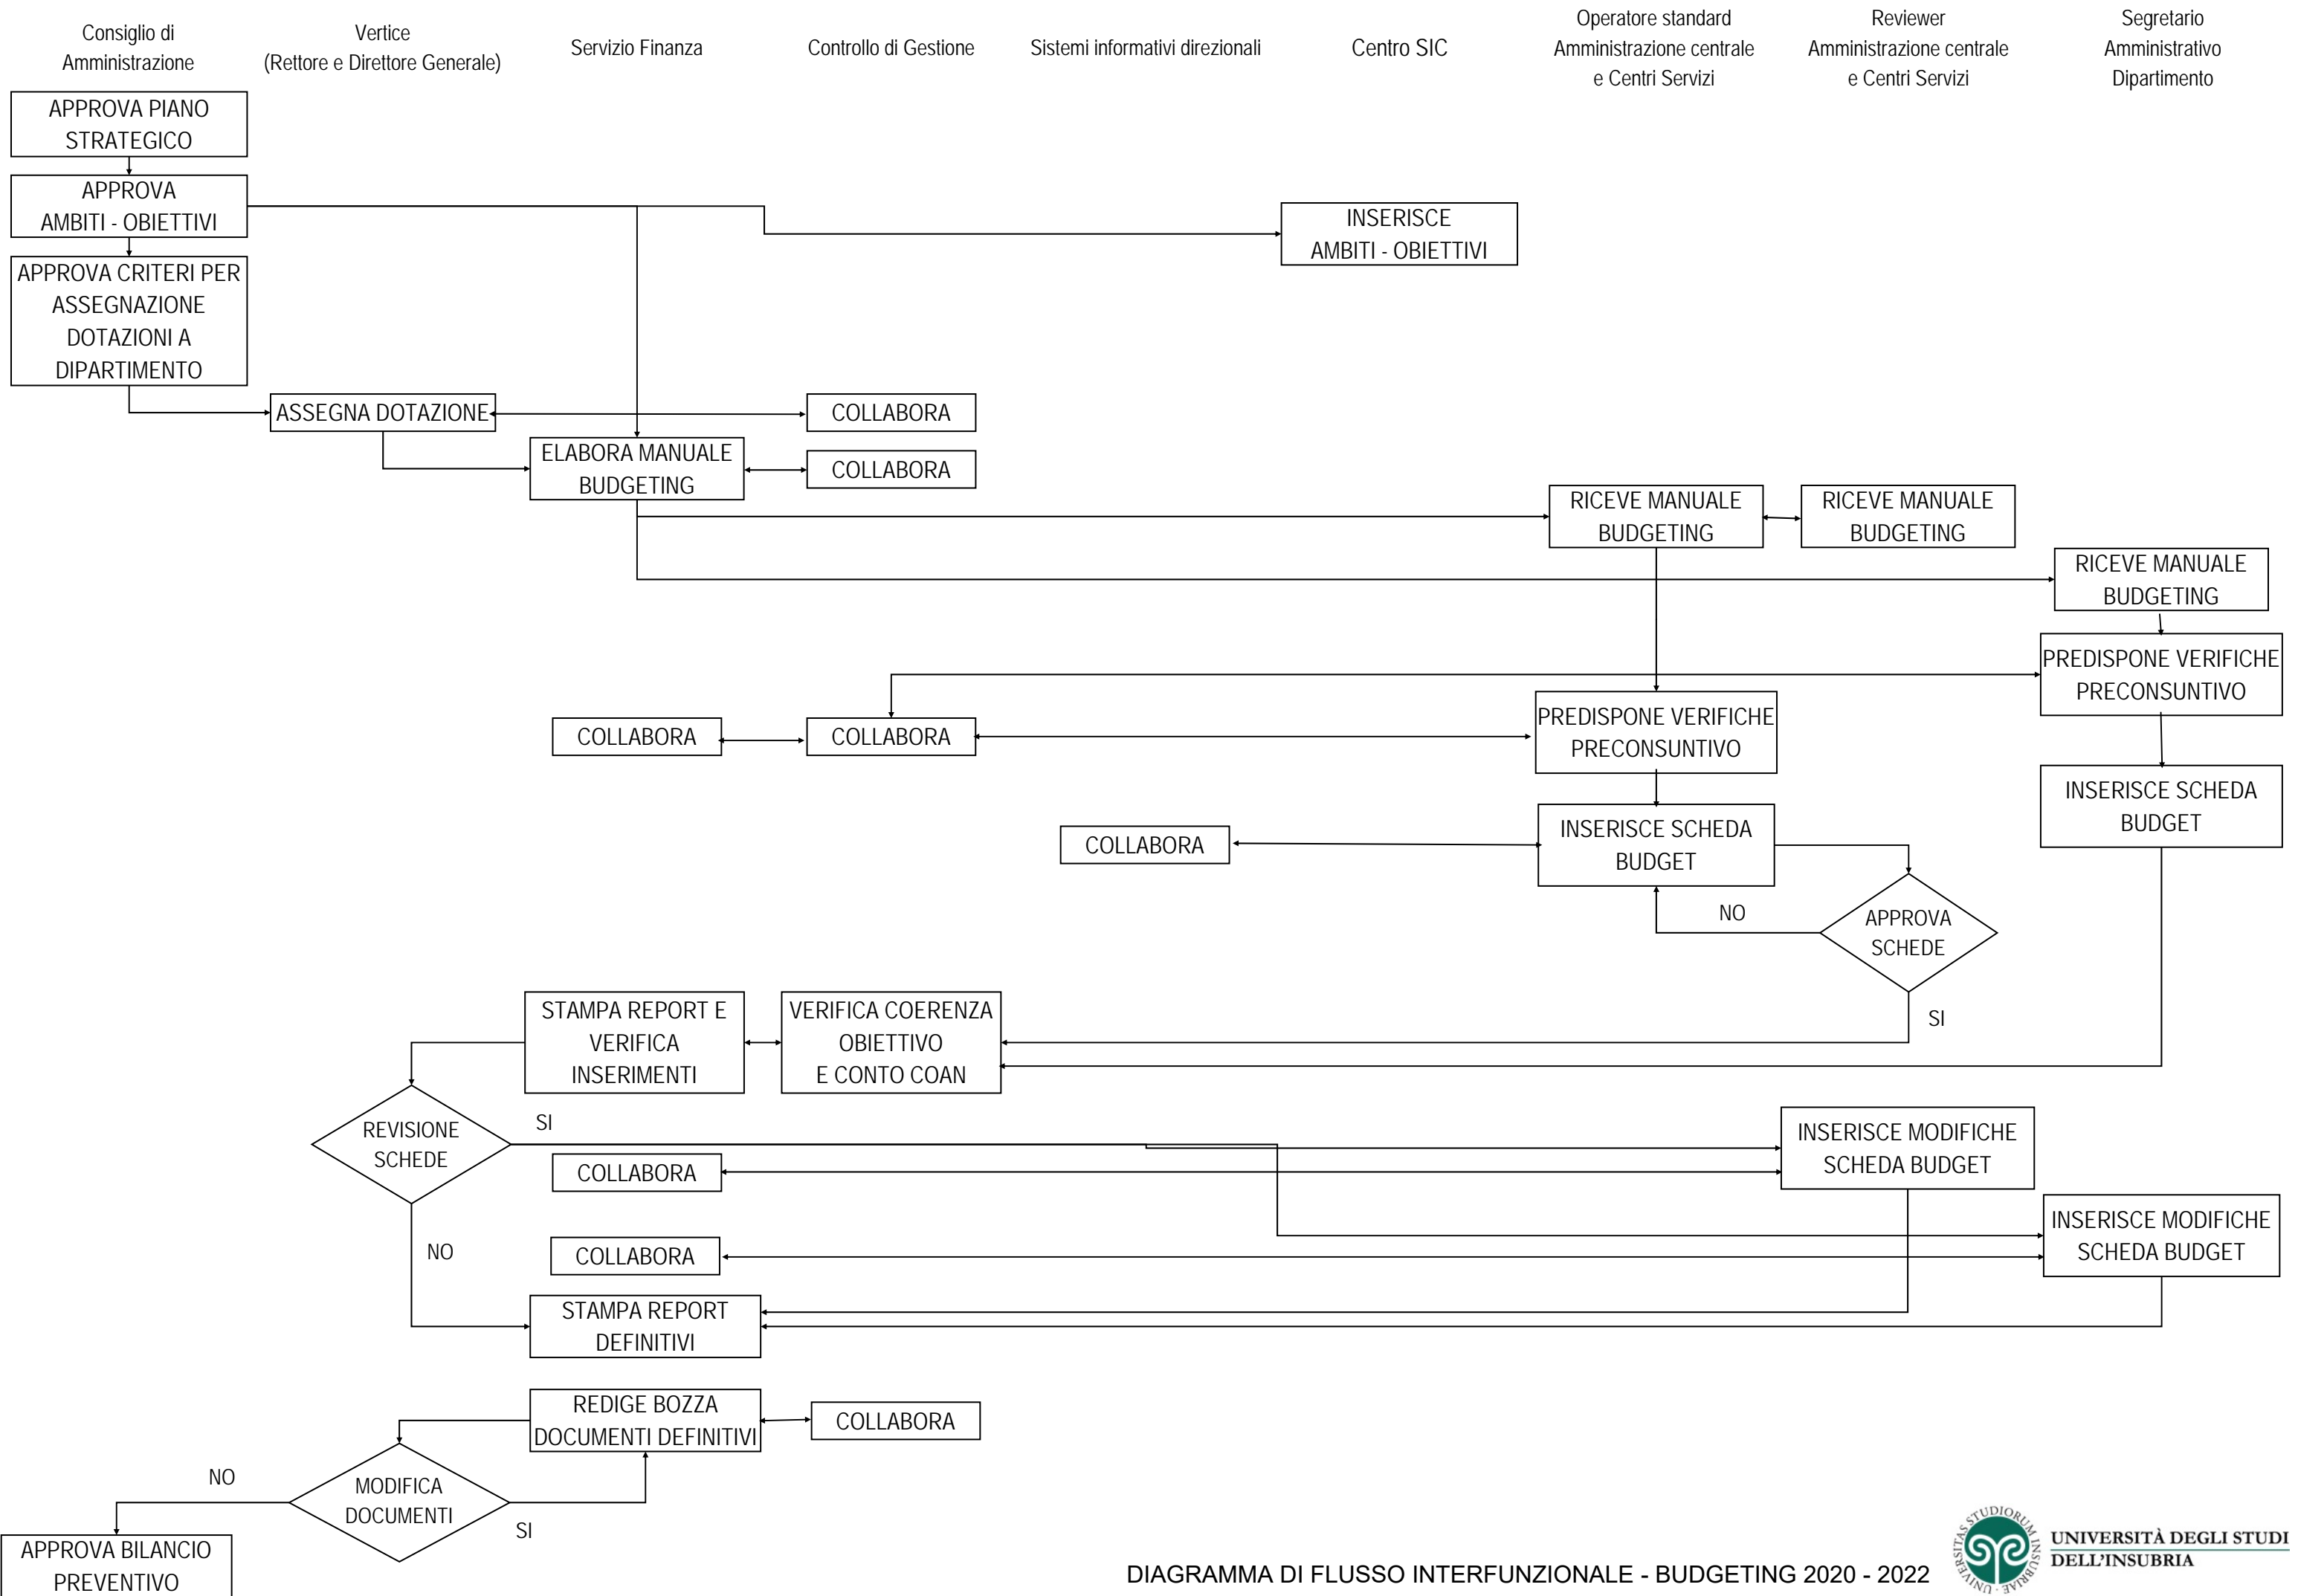 Consiglio di
Amministrazione
Vertice
(Rettore e Direttore Generale)
Servizio Finanza
Controllo di Gestione
Sistemi informativi direzionali
Centro SIC
Operatore standard
Amministrazione centrale
e Centri Servizi
Reviewer
Amministrazione centrale
e Centri Servizi
Segretario
Amministrativo
Dipartimento
APPROVA PIANO
STRATEGICO
APPROVA
AMBITI - OBIETTIVI
INSERISCE
AMBITI - OBIETTIVI
APPROVA CRITERI PER
ASSEGNAZIONE
DOTAZIONI A
DIPARTIMENTO
ASSEGNA DOTAZIONE
COLLABORA
ELABORA MANUALE
BUDGETING
COLLABORA
RICEVE MANUALE
BUDGETING
RICEVE MANUALE
BUDGETING
RICEVE MANUALE
BUDGETING
PREDISPONE VERIFICHE
PRECONSUNTIVO
COLLABORA
COLLABORA
PREDISPONE VERIFICHE
PRECONSUNTIVO
INSERISCE SCHEDA
BUDGET
COLLABORA
INSERISCE SCHEDA
BUDGET
NO
APPROVA
SCHEDE
SI
STAMPA REPORT E
VERIFICA
INSERIMENTI
VERIFICA COERENZA
OBIETTIVO
E CONTO COAN
REVISIONE
SCHEDE
SI
COLLABORA
INSERISCE MODIFICHE
SCHEDA BUDGET
NO
COLLABORA
INSERISCE MODIFICHE
SCHEDA BUDGET
STAMPA REPORT
DEFINITIVI
REDIGE BOZZA
DOCUMENTI DEFINITIVI
COLLABORA
NO
MODIFICA
DOCUMENTI
SI
APPROVA BILANCIO
PREVENTIVO
DIAGRAMMA DI FLUSSO INTERFUNZIONALE - BUDGETING 2020 - 2022
UNIVERSITAS STUDIORUM INSUBRIAE
UNIVERSITÀ DEGLI STUDI
DELL'INSUBRIA